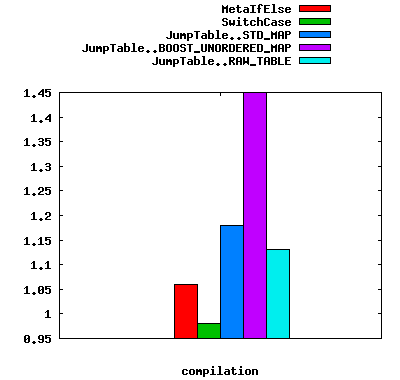 MetaIfElse
SwitchCase
JumpTable..STD_MAP
JumpTable..BOOST_UNORDERED_MAP
JumpTable..RAW_TABLE
1.45
1.4
1.35
1.3
1.25
1.2
1.15
1.1
1.05
1
0.95
compilation